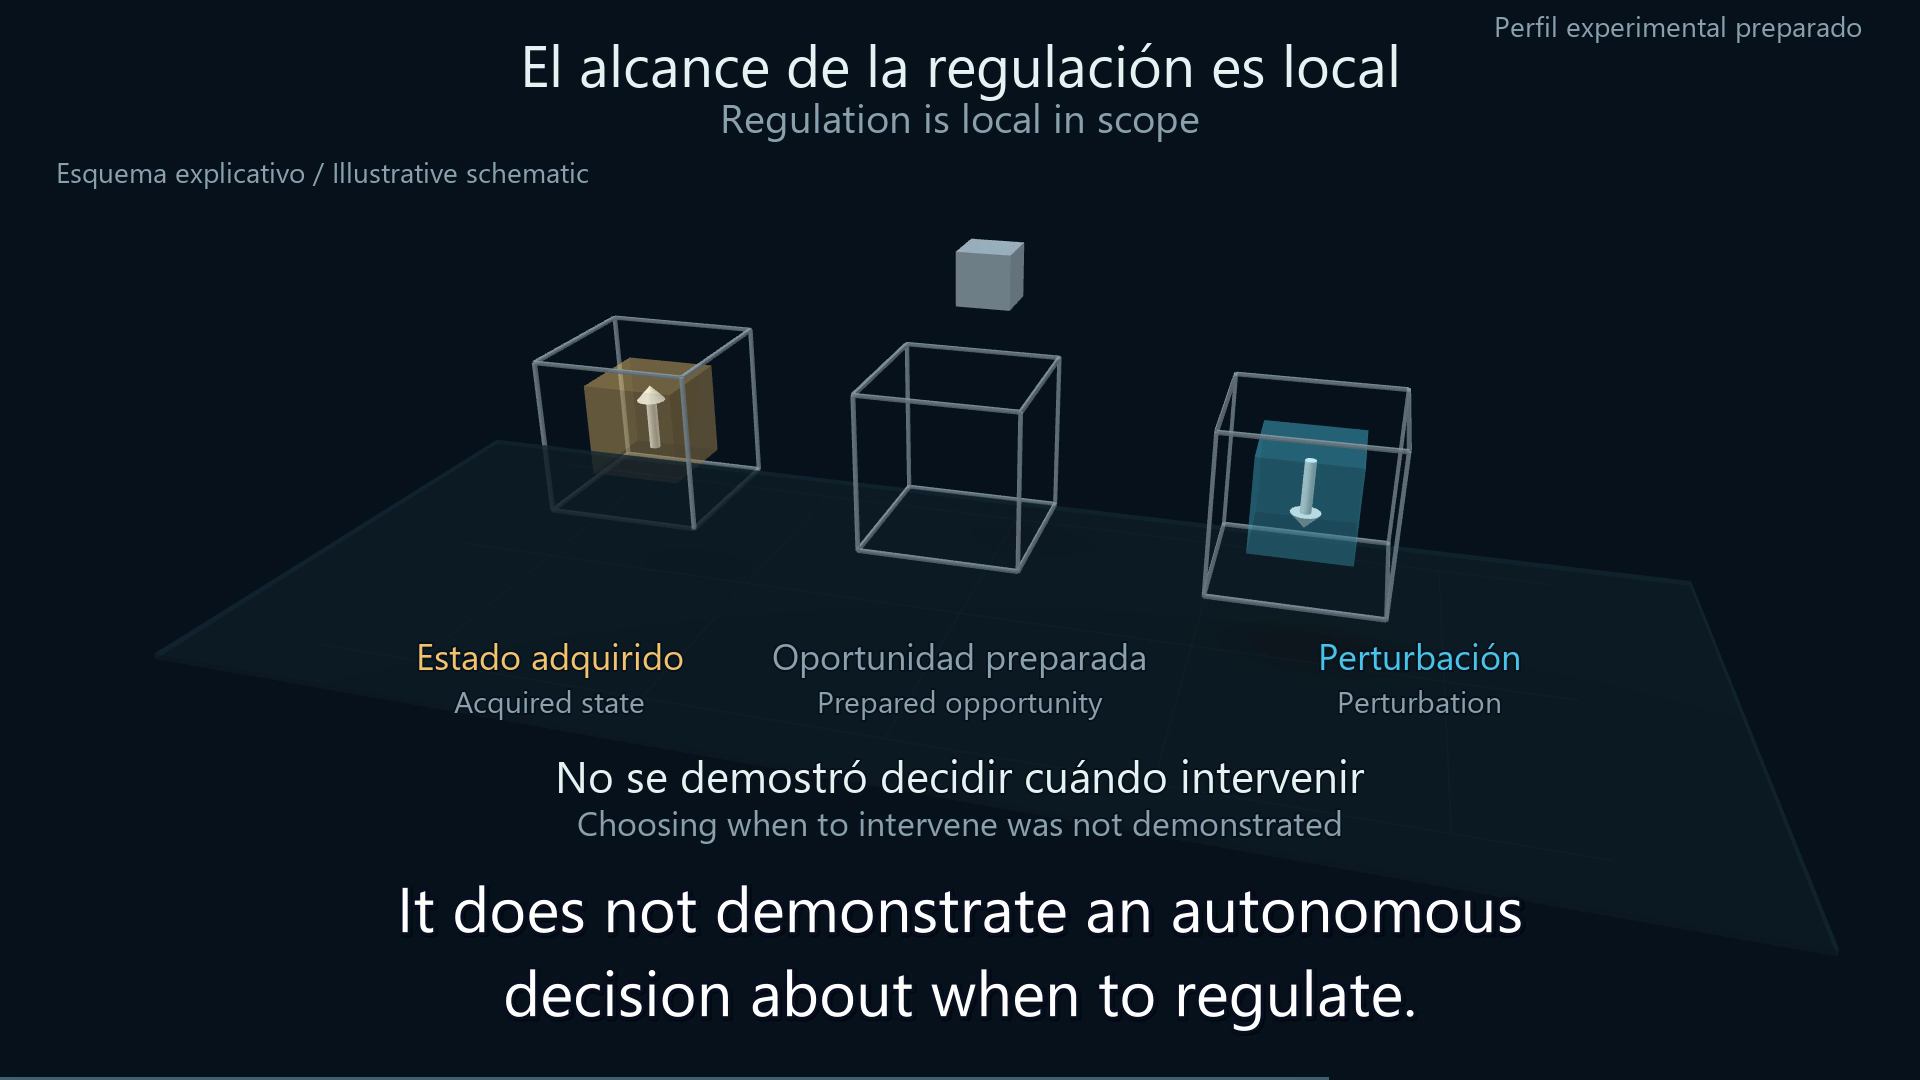 Perfil experimental preparado
El alcance de la regulación es local
Regulation is local in scope
Esquema explicativo / Illustrative schematic
Estado adquirido
Acquired state
Oportunidad preparada
Prepared opportunity
Perturbación
Perturbation
No se demostró decidir cuándo intervenir
Choosing when to intervene was not demonstrated
It does not demonstrate an autonomous
decision about when to regulate.